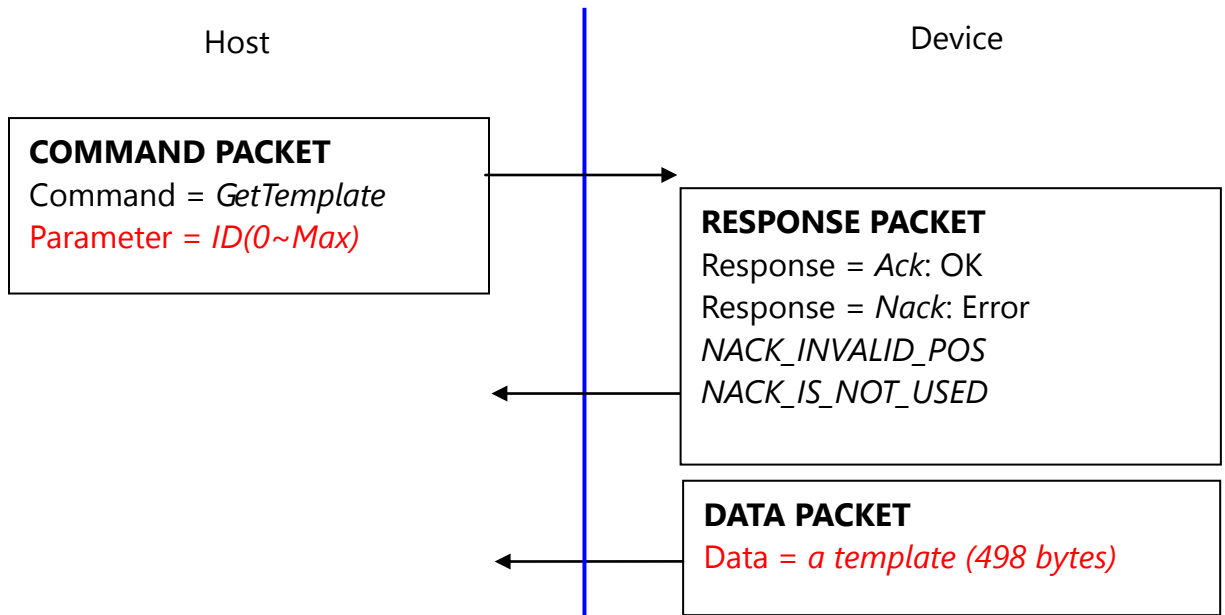 Host
Device
COMMAND PACKET
Command = GetTemplate
Parameter = ID(0~Max)
RESPONSE PACKET
Response = Ack: OK
Response = Nack: Error
NACK_INVALID_POS
NACK_IS_NOT_USED
DATA PACKET
Data = a template (498 bytes)